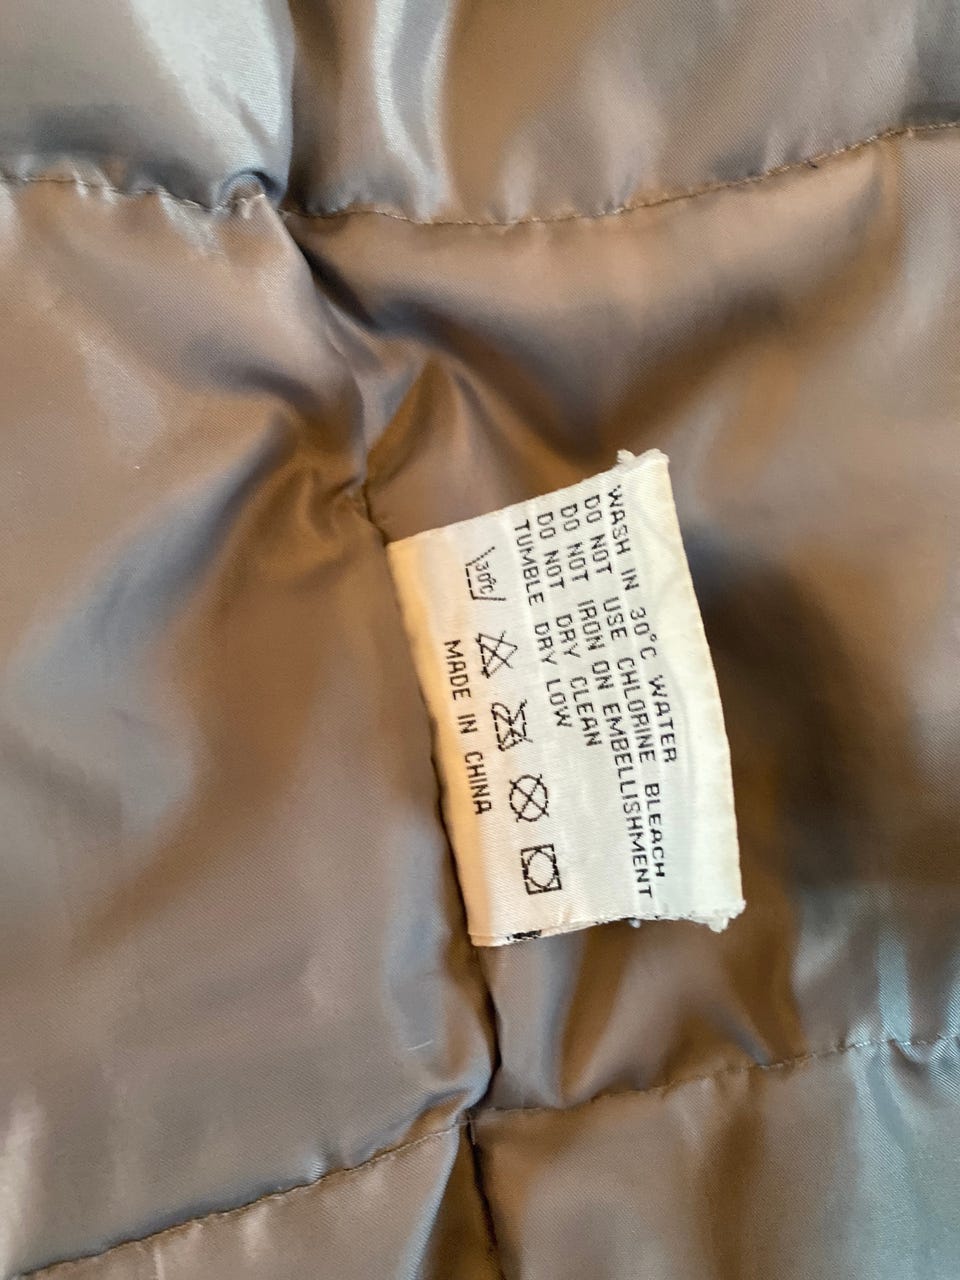 WASH IN 30°C WATER
DO NOT USE CHLORINE BLEACH
DO NOT IRON ON EMBELLISHMENT
DO NOT DRY CLEAN
TUMBLE DRY LOW
30°C
MADE IN CHINA